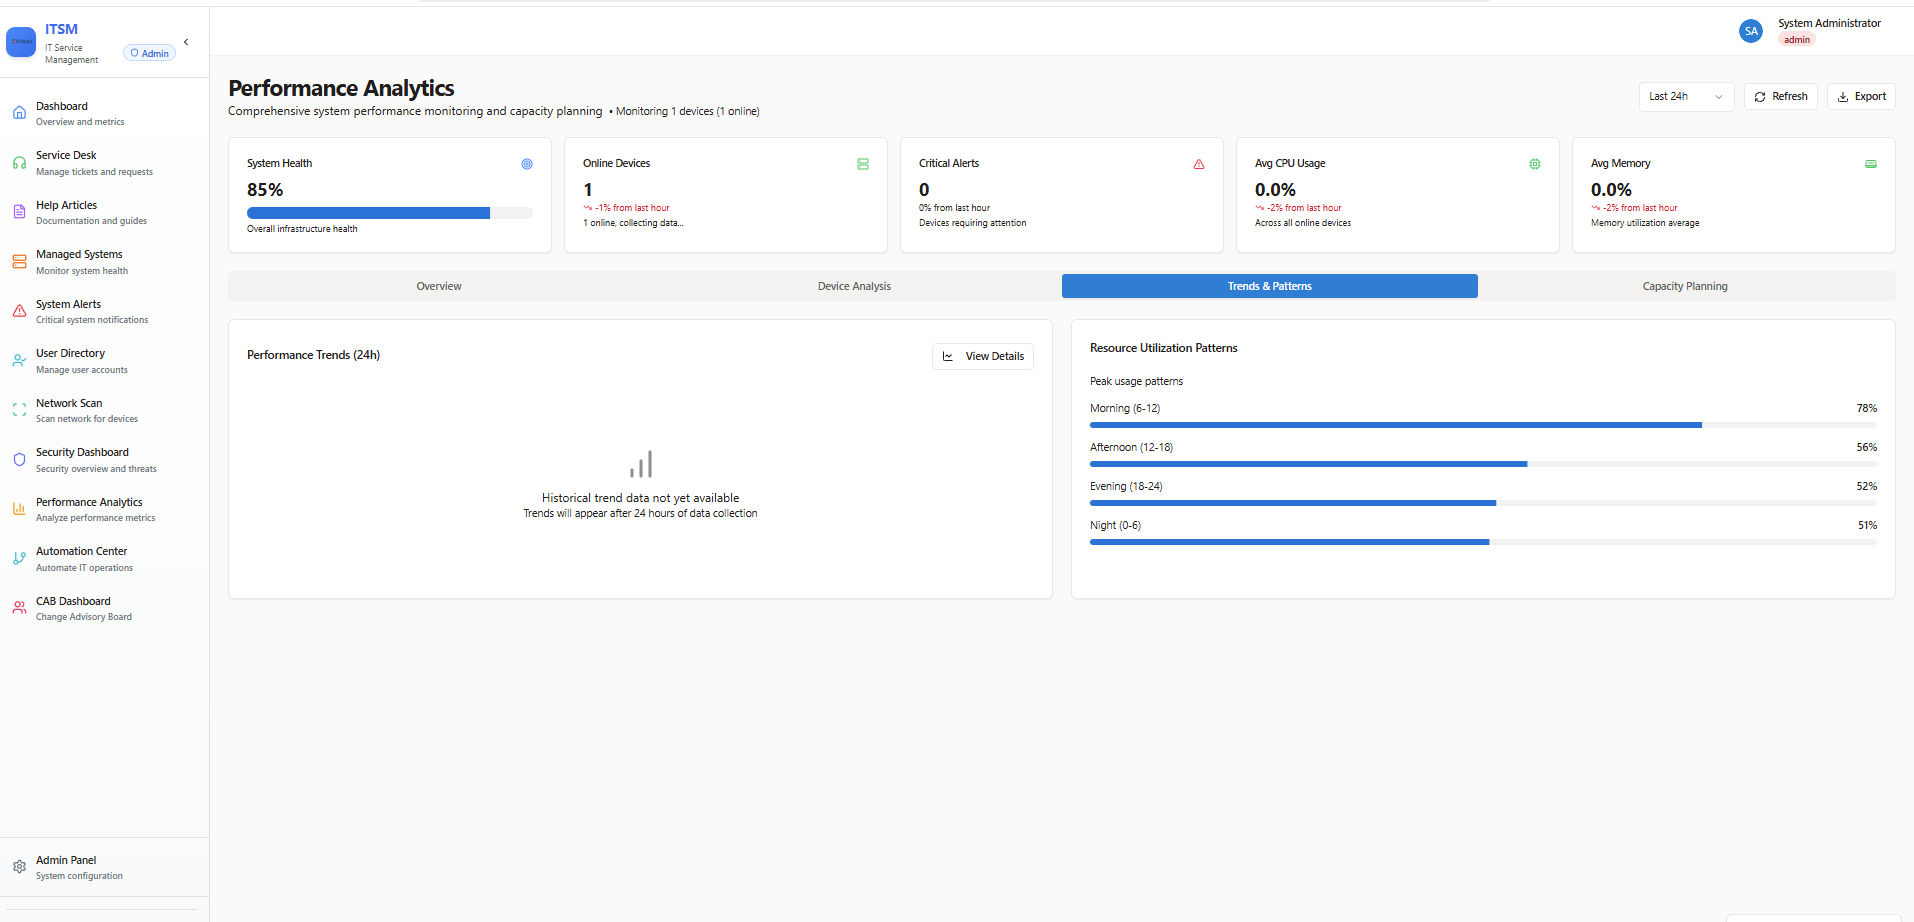 ITSM
IT Service
Management
Admin
Dashboard
Overview and metrics
Service Desk
Manage tickets and requests
Help Articles
Documentation and guides
Managed Systems
Monitor system health
System Alerts
Critical system notifications
User Directory
Manage user accounts
Network Scan
Scan network for devices
Security Dashboard
Security overview and threats
Performance Analytics
Analyze performance metrics
Automation Center
Automate IT operations
CAB Dashboard
Change Advisory Board
Admin Panel
System configuration
SA
System Administrator
admin
Performance Analytics
Comprehensive system performance monitoring and capacity planning • Monitoring 1 devices (1 online)
Last 24h
Refresh
Export
System Health
85%
Overall infrastructure health
Online Devices
1
-1% from last hour
1 online, collecting data...
Critical Alerts
0
0% from last hour
Devices requiring attention
Avg CPU Usage
0.0%
-2% from last hour
Across all online devices
Avg Memory
0.0%
-2% from last hour
Memory utilization average
Overview
Device Analysis
Trends & Patterns
Capacity Planning
Performance Trends (24h)
View Details
Historical trend data not yet available
Trends will appear after 24 hours of data collection
Resource Utilization Patterns
Peak usage patterns
Morning (6-12) 78%
Afternoon (12-18) 56%
Evening (18-24) 52%
Night (0-6) 51%